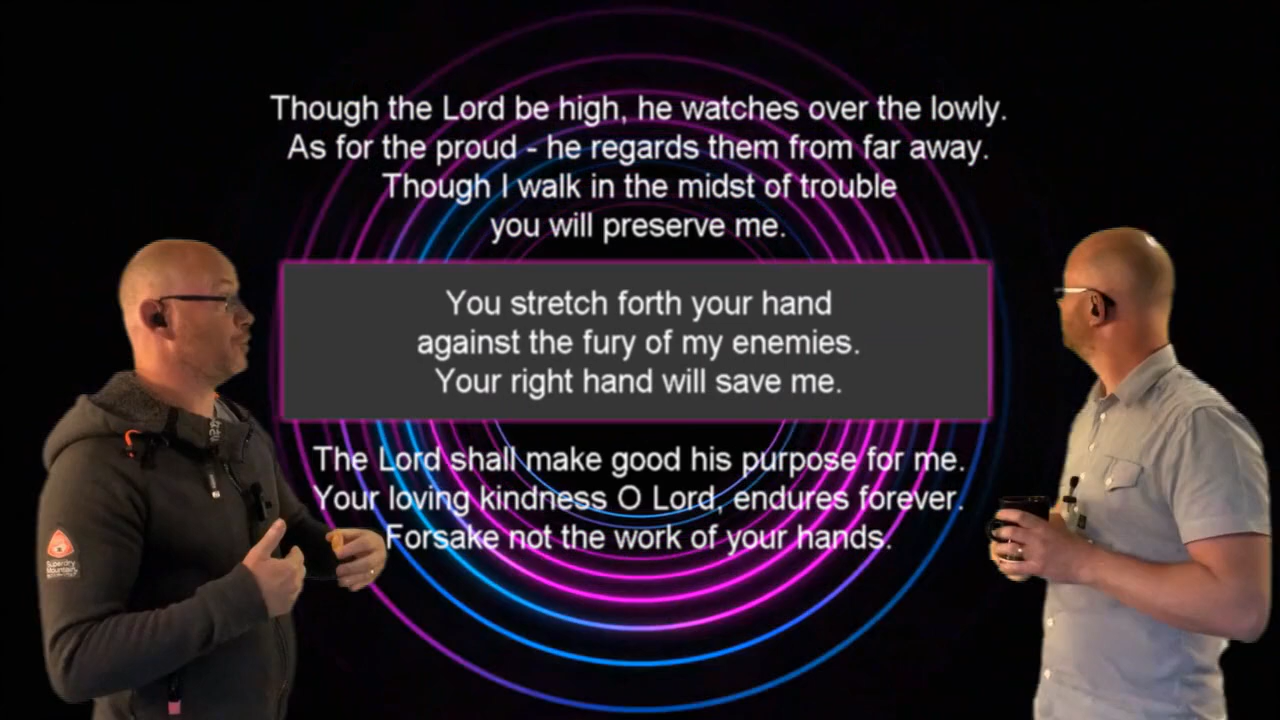 Though the Lord be high, he watches over the lowly.
As for the proud - he regards them from far away.
Though I walk in the midst of trouble
you will preserve me.
You stretch forth your hand
against the fury of my enemies.
Your right hand will save me.
The Lord shall make good his purpose for me.
Your loving kindness O Lord, endures forever.
Forsake not the work of your hands.
Superdry
Mountain